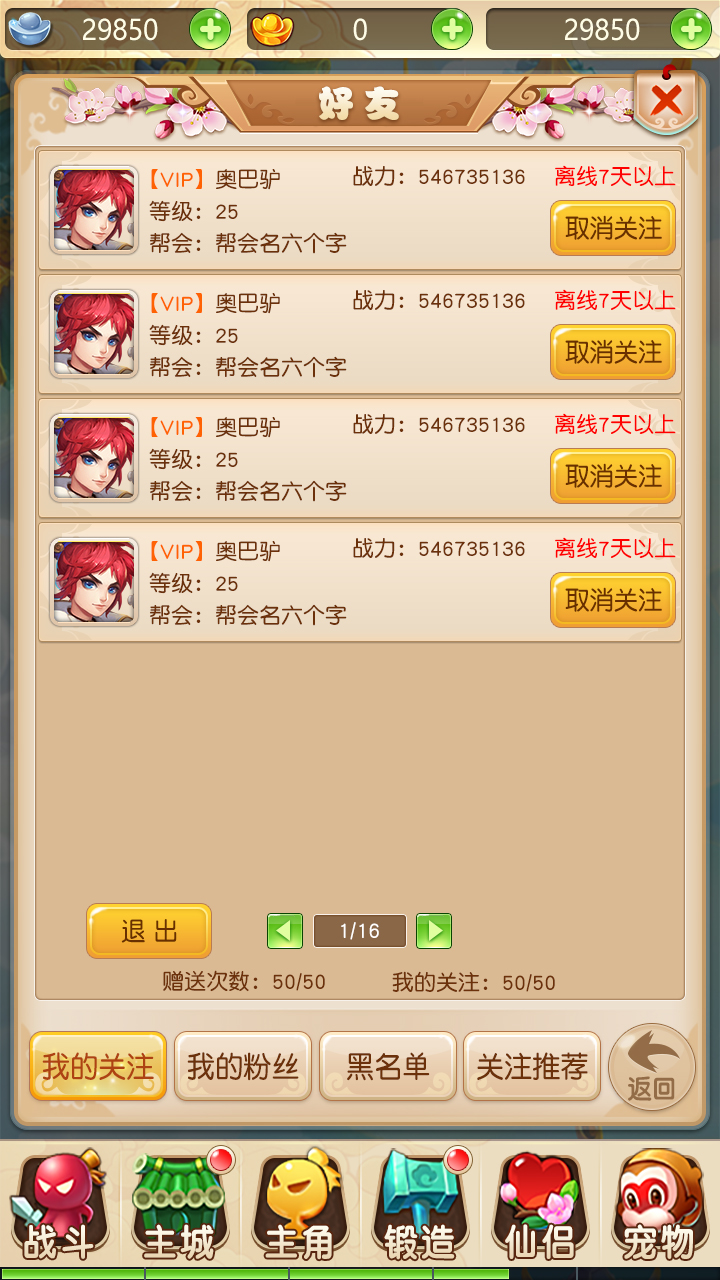 29850 0 29850
好友
【VIP】奥巴驴 战力：546735136 离线7天以上
等级：25 取消关注
帮会：帮会名六个字
【VIP】奥巴驴 战力：546735136 离线7天以上
等级：25 取消关注
帮会：帮会名六个字
【VIP】奥巴驴 战力：546735136 离线7天以上
等级：25 取消关注
帮会：帮会名六个字
【VIP】奥巴驴 战力：546735136 离线7天以上
等级：25 取消关注
帮会：帮会名六个字
退出 1/16
赠送次数：50/50 我的关注：50/50
我的关注 我的粉丝 黑名单 关注推荐 返回
战斗 主城 主角 锻造 仙侣 宠物